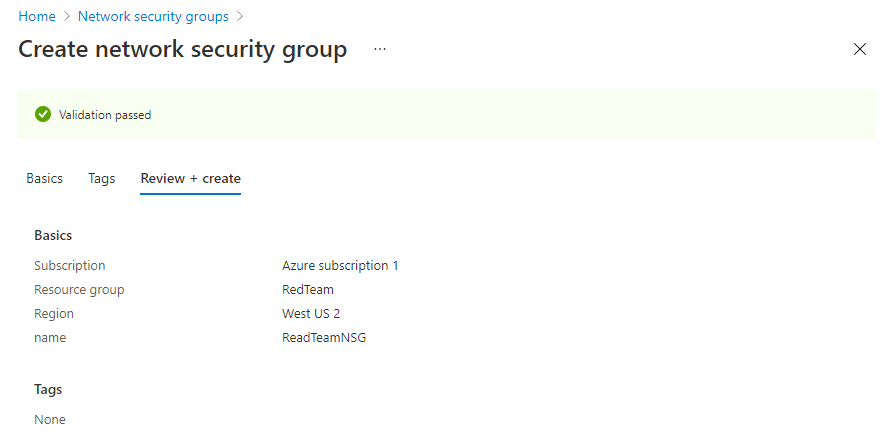 Home > Network security groups >
Create network security group ...
Validation passed
Basics Tags Review + create
Basics
Subscription Azure subscription 1
Resource group RedTeam
Region West US 2
name ReadTeamNSG
Tags
None